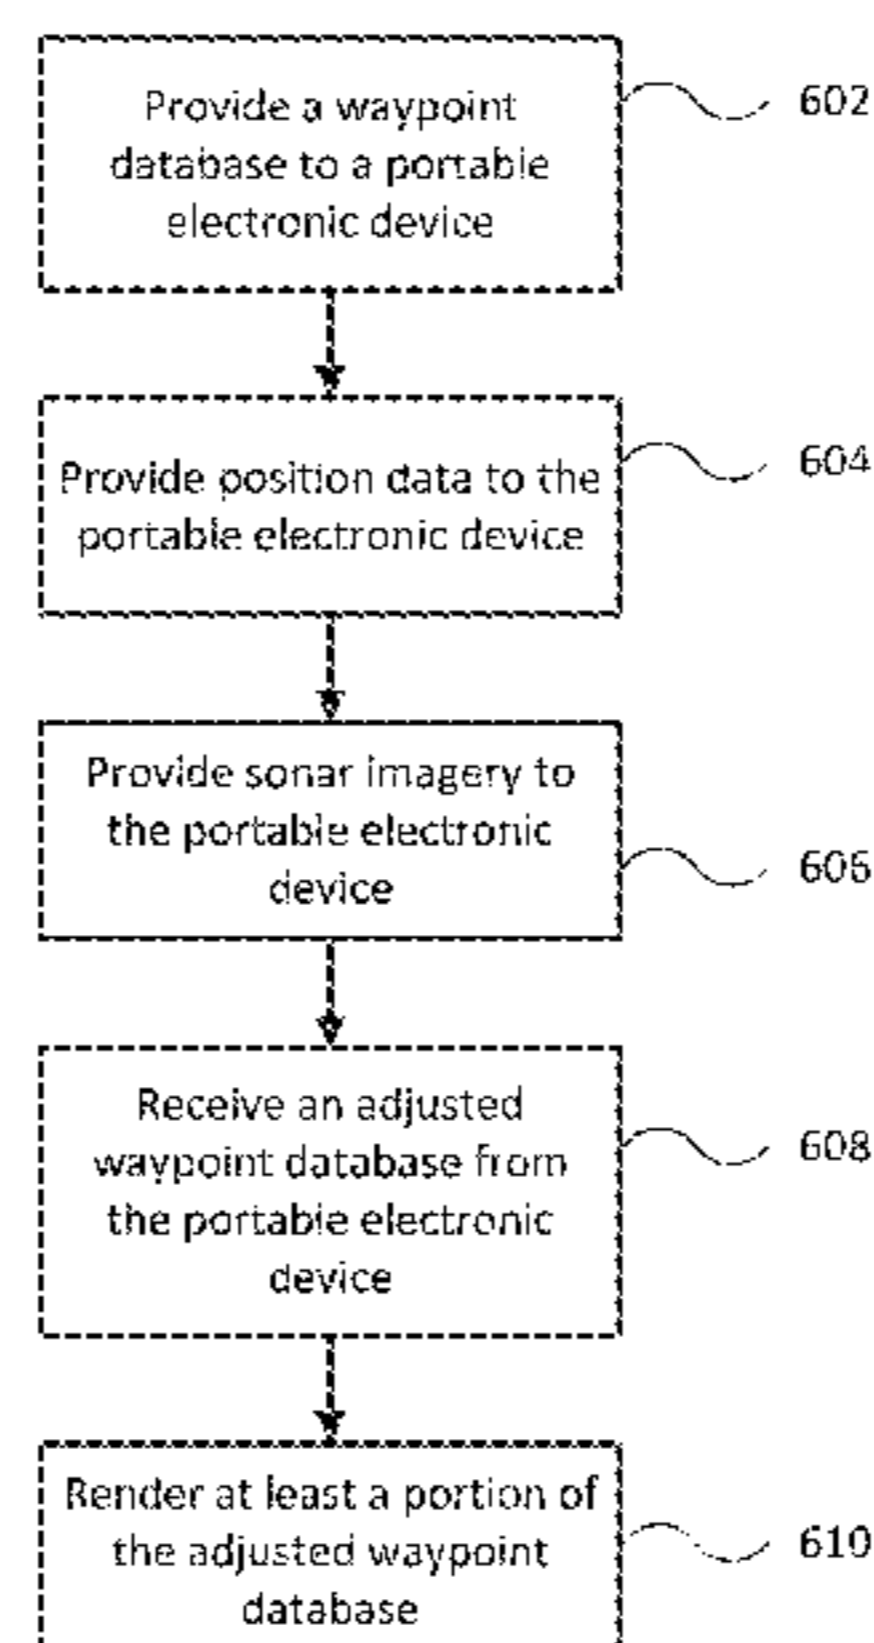 Provide a waypoint
database to a portable
electronic device
602
Provide position data to the
portable electronic device
604
Provide sonar imagery to
the portable electronic
device
606
Receive an adjusted
waypoint database from
the portable electronic
device
608
Render at least a portion of
the adjusted waypoint
database
610